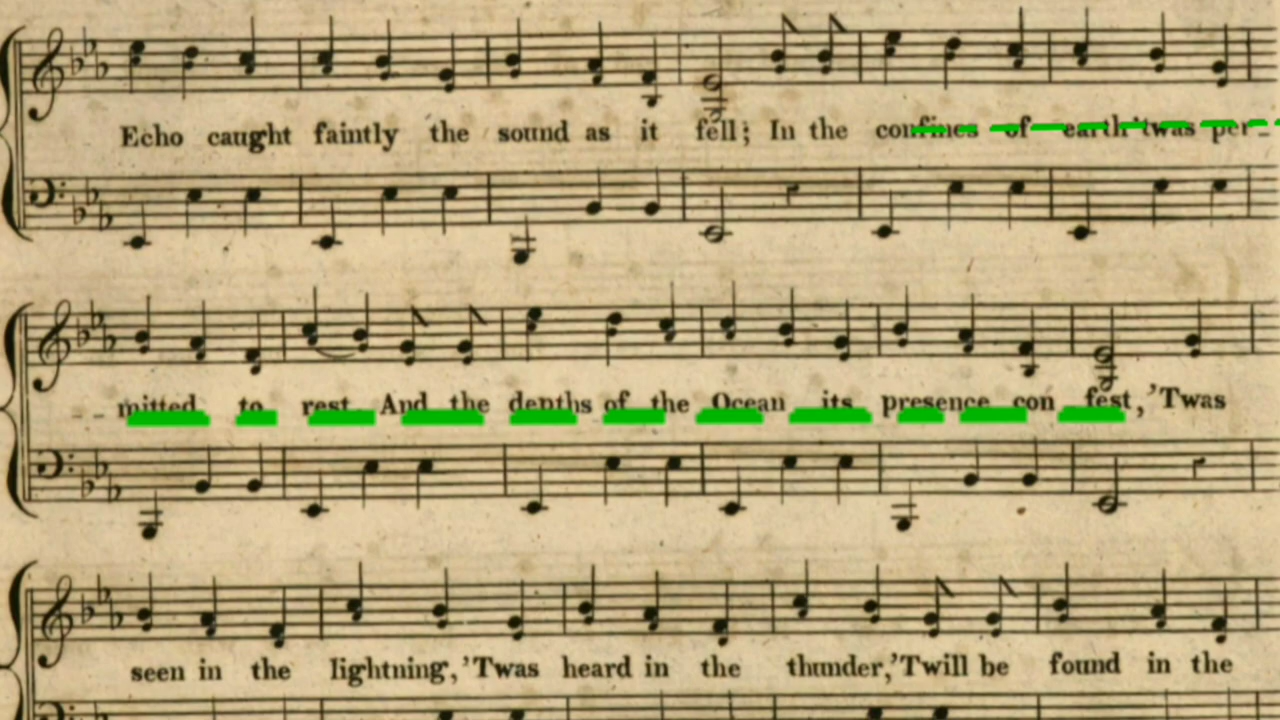 Echo caught faintly the sound as it fell; In the confines of earth 'twas per -
- - mitted to rest And the depths of the Ocean its presence con fest, 'Twas
seen in the lightning, 'Twas heard in the thunder, 'Twill be found in the